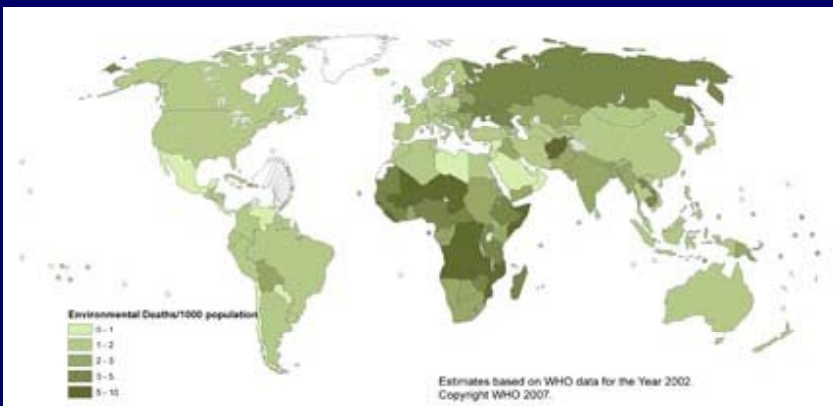 Environmental Deaths/1000 population
0 - 1
1 - 2
2 - 3
3 - 5
5 - 10
Estimates based on WHO data for the Year 2002.
Copyright WHO 2007.